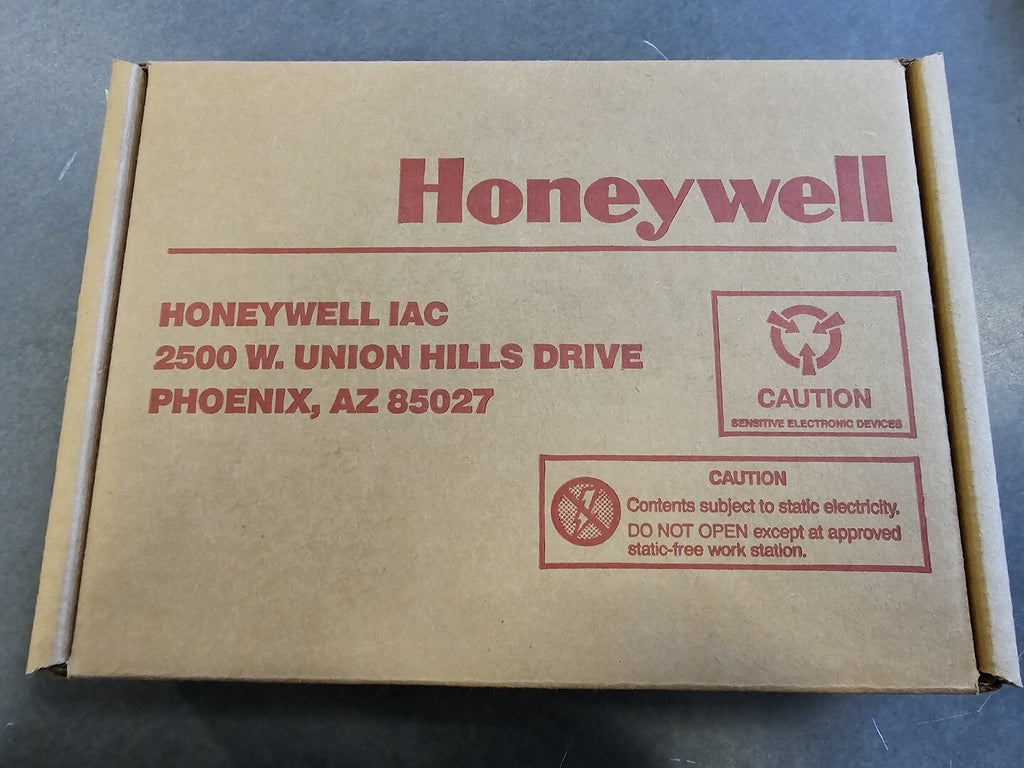 Honeywell
HONEYWELL IAC
2500 W. UNION HILLS DRIVE
PHOENIX, AZ 85027
CAUTION
SENSITIVE ELECTRONIC DEVICES
CAUTION
Contents subject to static electricity.
DO NOT OPEN except at approved
static-free work station.